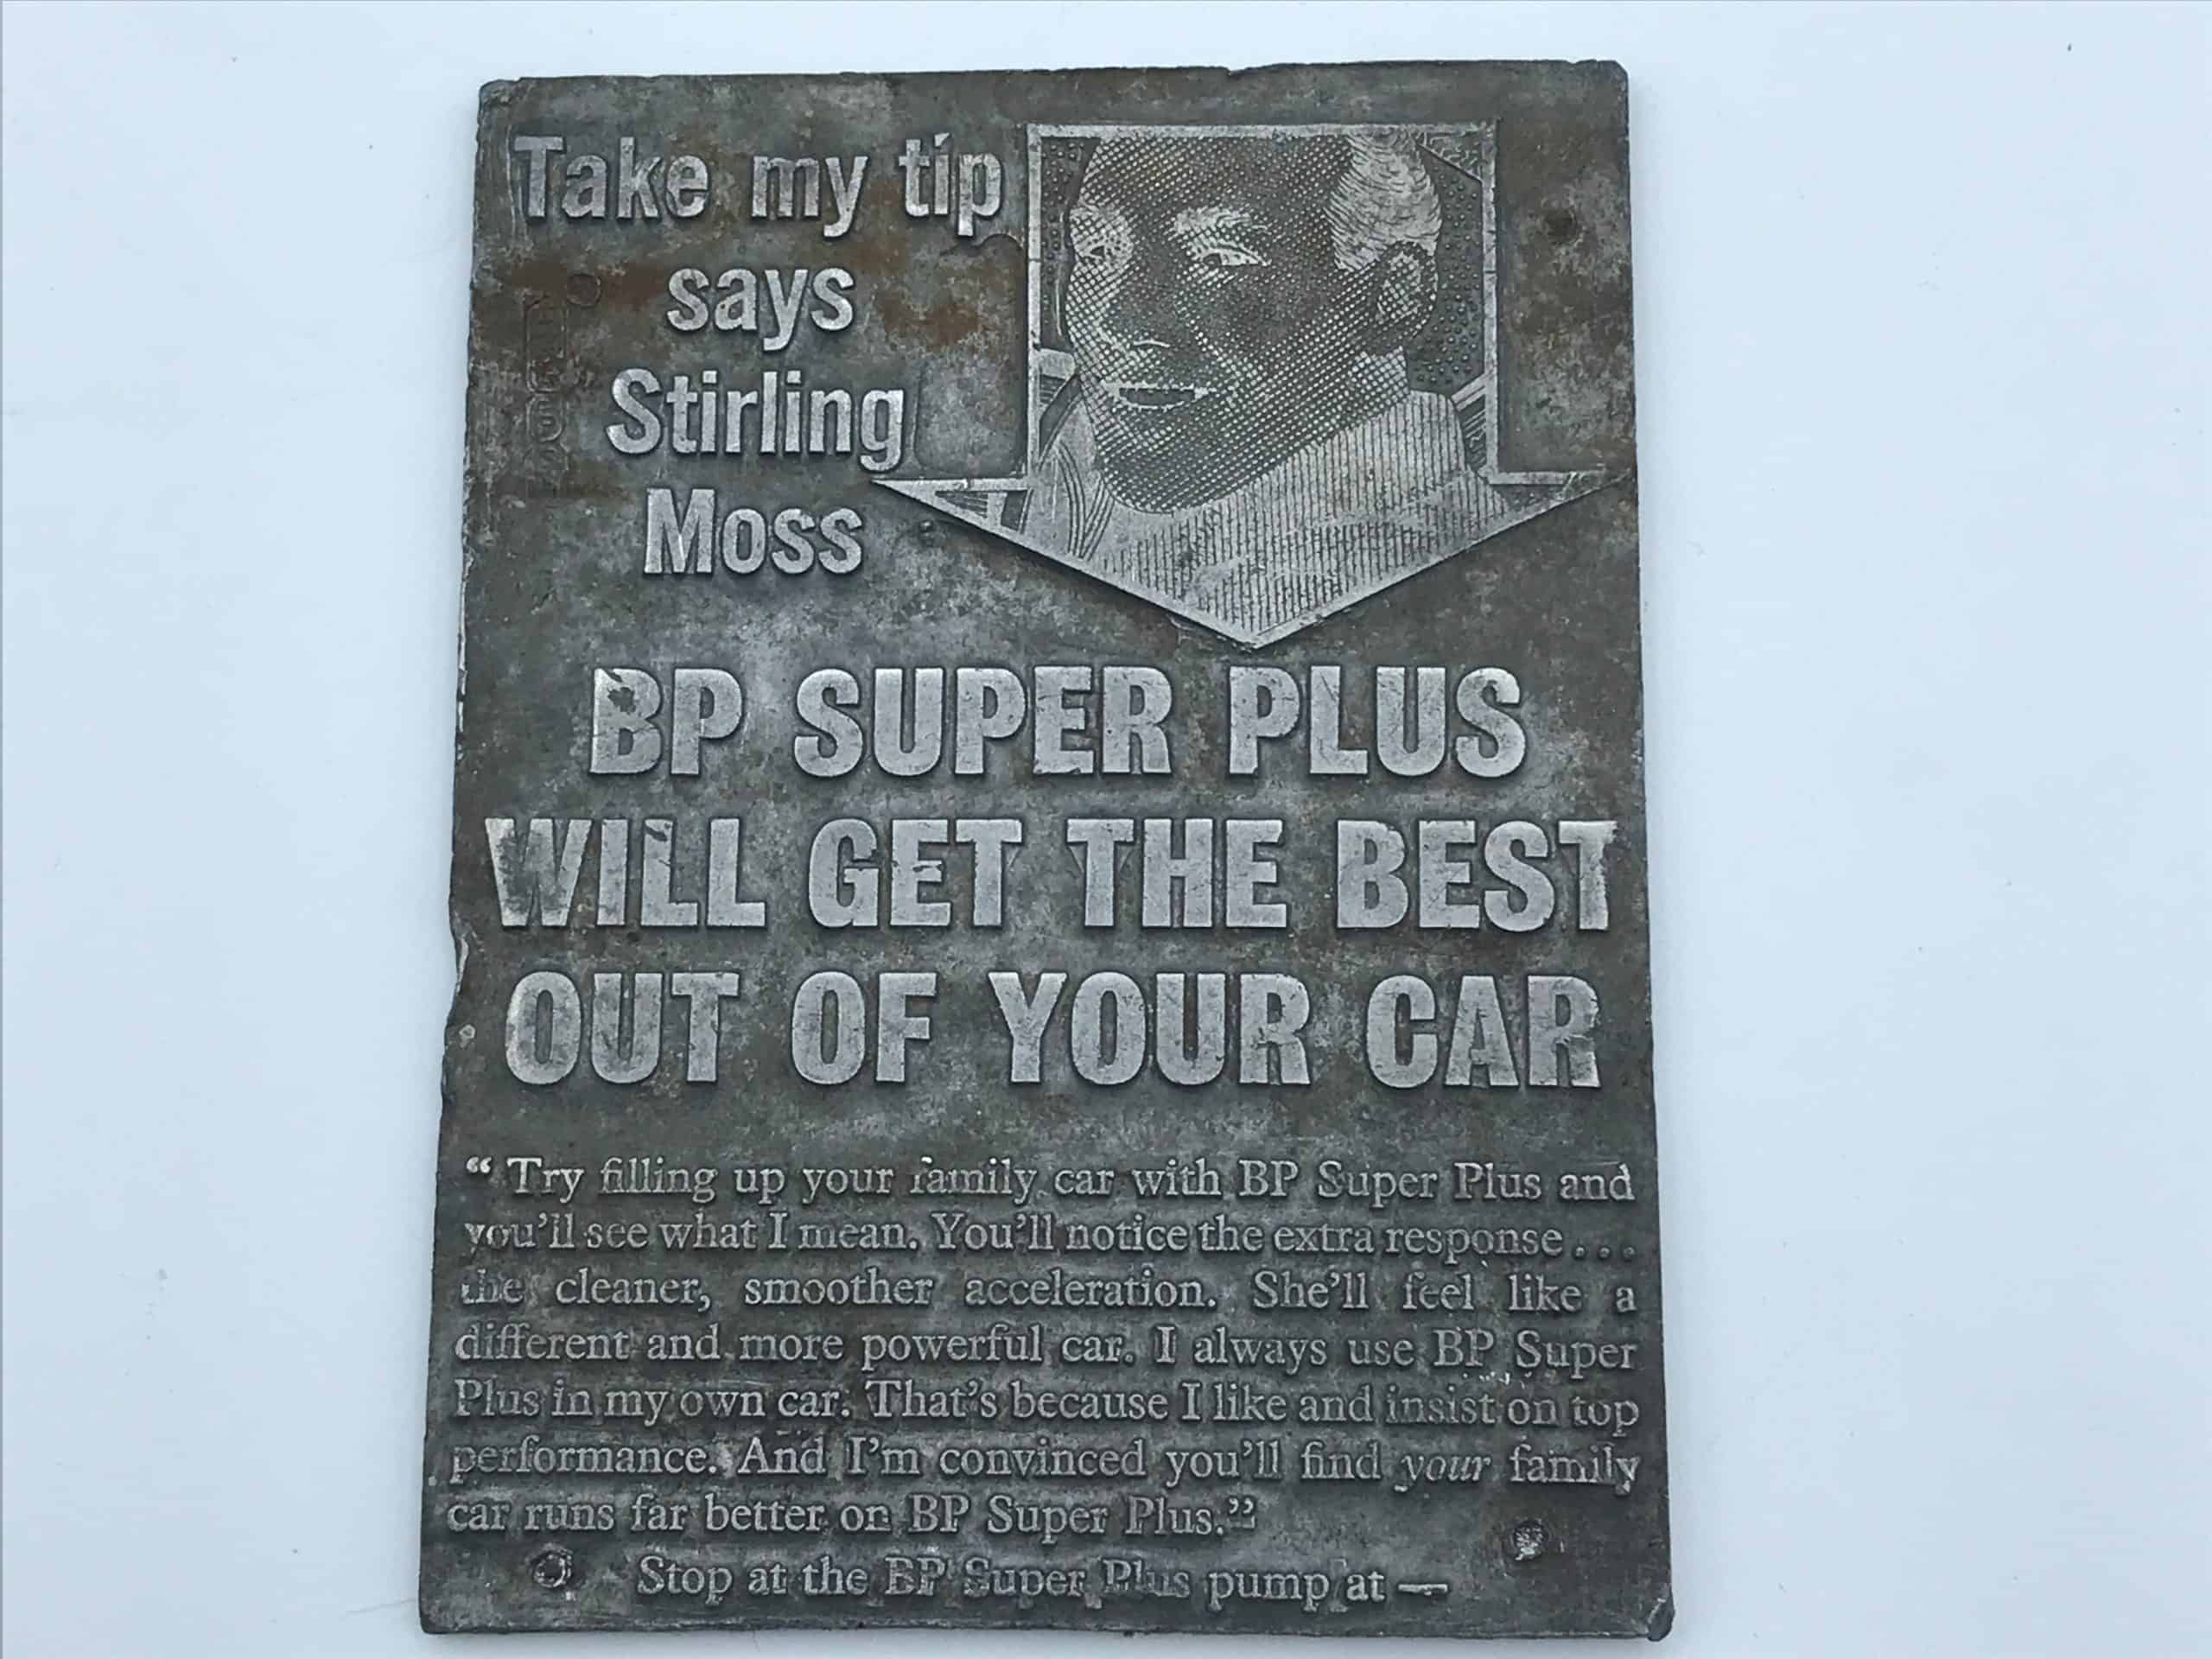 Take my tip
says
Stirling
Moss
BP SUPER PLUS
WILL GET THE BEST
OUT OF YOUR CAR
“ Try filling up your family car with BP Super Plus and
you’ll see what I mean. You’ll notice the extra response . . .
the cleaner, smoother acceleration. She’ll feel like a
different and more powerful car. I always use BP Super
Plus in my own car. That’s because I like and insist on top
performance. And I’m convinced you’ll find your family
car runs far better on BP Super Plus.”
Stop at the BP Super Plus pump at —